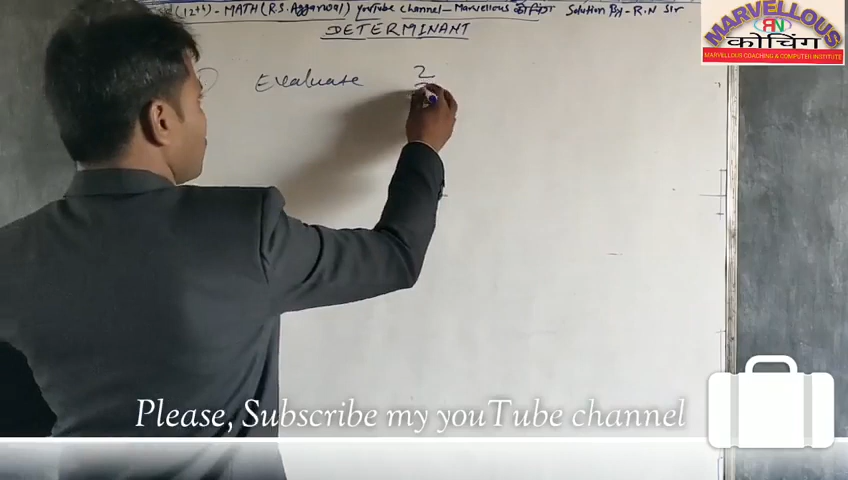 (12th) - MATH (R.S. Aggarwal) YouTube channel - Marvellous कोचिंग Solution By - R.N Sir
DETERMINANT
Evaluate 2
MARVELLOUS
RN
कोचिंग
MARVELLOUS COACHING & COMPUTER INSTITUTE
Please, Subscribe my youTube channel